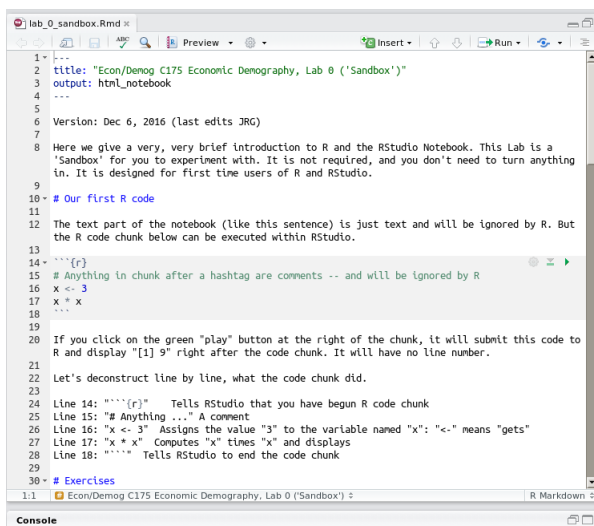 lab_0_sandbox.Rmd
ABC Preview Insert Run
1 ---
2 title: "Econ/Demog C175 Economic Demography, Lab 0 ('Sandbox')"
3 output: html_notebook
4 ---
5
6 Version: Dec 6, 2016 (last edits JRG)
7
8 Here we give a very, very brief introduction to R and the RStudio Notebook. This Lab is a
'Sandbox' for you to experiment with. It is not required, and you don't need to turn anything
in. It is designed for first time users of R and RStudio.
9
10 # Our first R code
11
12 The text part of the notebook (like this sentence) is just text and will be ignored by R. But
the R code chunk below can be executed within RStudio.
13
14 ```{r}
15 # Anything in chunk after a hashtag are comments -- and will be ignored by R
16 x <- 3
17 x * x
18 ```
19
20 If you click on the green "play" button at the right of the chunk, it will submit this code to
R and display "[1] 9" right after the code chunk. It will have no line number.
21
22 Let's deconstruct line by line, what the code chunk did.
23
24 Line 14: "```{r}" Tells RStudio that you have begun R code chunk
25 Line 15: "# Anything ..." A comment
26 Line 16: "x <- 3" Assigns the value "3" to the variable named "x": "<-" means "gets"
27 Line 17: "x * x" Computes "x" times "x" and displays
28 Line 18: "```" Tells RStudio to end the code chunk
29
30 # Exercises
1:1 Econ/Demog C175 Economic Demography, Lab 0 ('Sandbox') R Markdown
Console